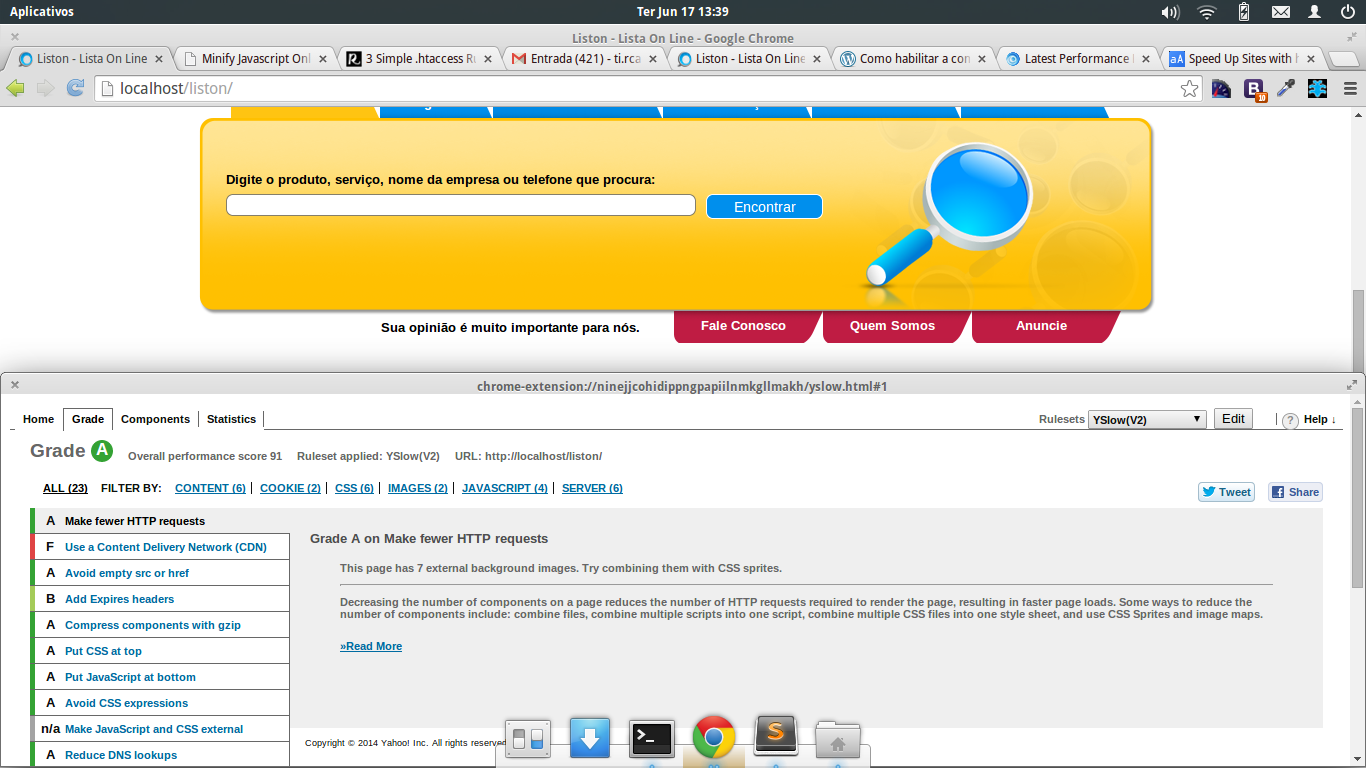 Aplicativos
Ter Jun 17 13:39
Liston - Lista On Line - Google Chrome
Liston - Lista On Line
Minify Javascript Onl
3 Simple .htaccess Ru
Entrada (421) - ti.rca
Liston - Lista On Line
Como habilitar a con
Latest Performance
Speed Up Sites with h
localhost/liston/
B
10
Digite o produto, serviço, nome da empresa ou telefone que procura:
Encontrar
Sua opinião é muito importante para nós.
Fale Conosco
Quem Somos
Anuncie
chrome-extension://ninejjcohidippngpapiilnmkgllmakh/yslow.html#1
Home
Grade
Components
Statistics
Rulesets
YSlow(V2)
Edit
? Help ↓
Grade A
Overall performance score 91
Ruleset applied: YSlow(V2)
URL: http://localhost/liston/
ALL (23)
FILTER BY:
CONTENT (6)
COOKIE (2)
CSS (6)
IMAGES (2)
JAVASCRIPT (4)
SERVER (6)
Tweet
Share
A Make fewer HTTP requests
F Use a Content Delivery Network (CDN)
A Avoid empty src or href
B Add Expires headers
A Compress components with gzip
A Put CSS at top
A Put JavaScript at bottom
A Avoid CSS expressions
n/a Make JavaScript and CSS external
A Reduce DNS lookups
Grade A on Make fewer HTTP requests
This page has 7 external background images. Try combining them with CSS sprites.
Decreasing the number of components on a page reduces the number of HTTP requests required to render the page, resulting in faster page loads. Some ways to reduce the
number of components include: combine files, combine multiple scripts into one script, combine multiple CSS files into one style sheet, and use CSS Sprites and image maps.
»Read More
Copyright © 2014 Yahoo! Inc. All rights reserved